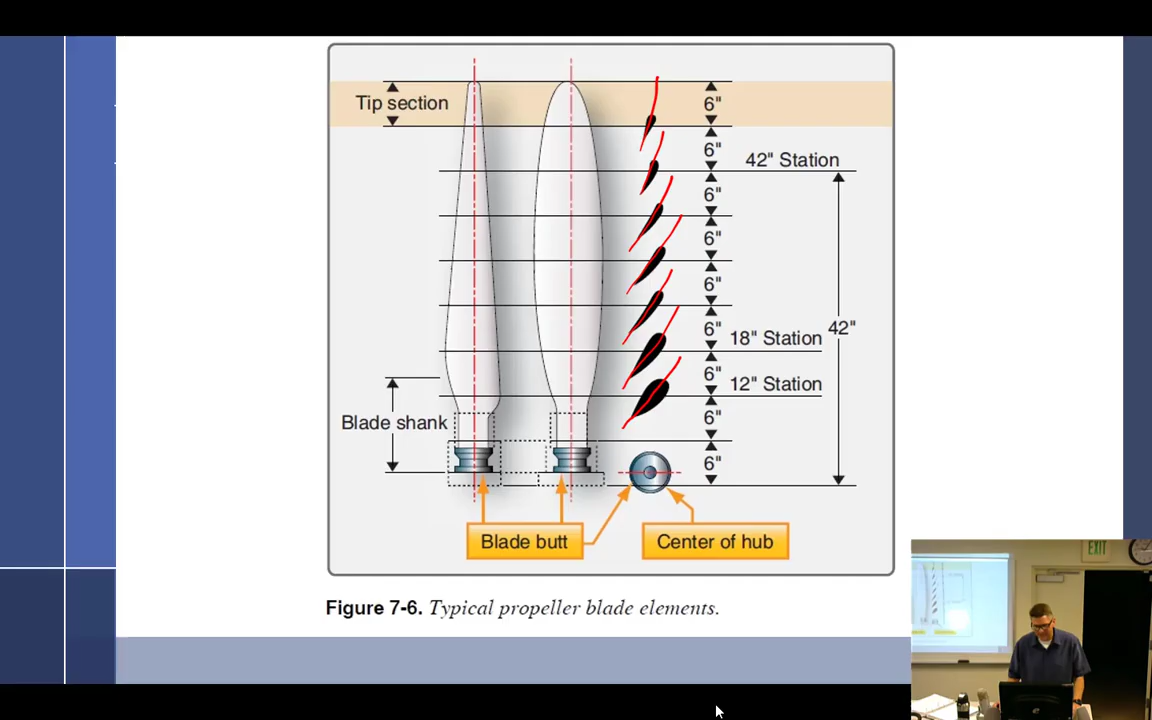 Tip section
6"
6"
42" Station
6"
6"
6"
6"
18" Station
42"
6"
12" Station
Blade shank
6"
6"
Blade butt
Center of hub
Figure 7-6. Typical propeller blade elements.
EXIT